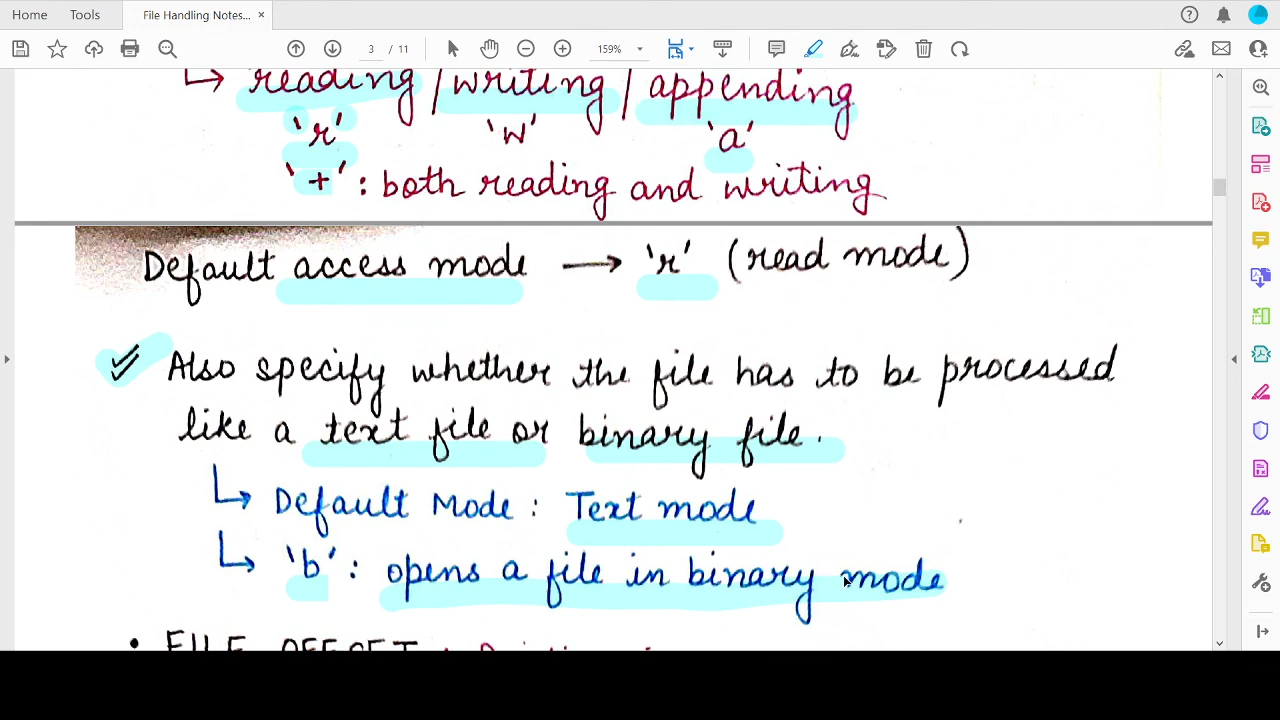 Home Tools File Handling Notes... ×
3 / 11 159%
↳ reading / writing / appending
'r' 'w' 'a'
'+' : both reading and writing
Default access mode → 'r' (read mode)
Also specify whether the file has to be processed
like a text file or binary file.
↳ Default Mode : Text mode
↳ 'b' : opens a file in binary mode
• FILE OFFSET